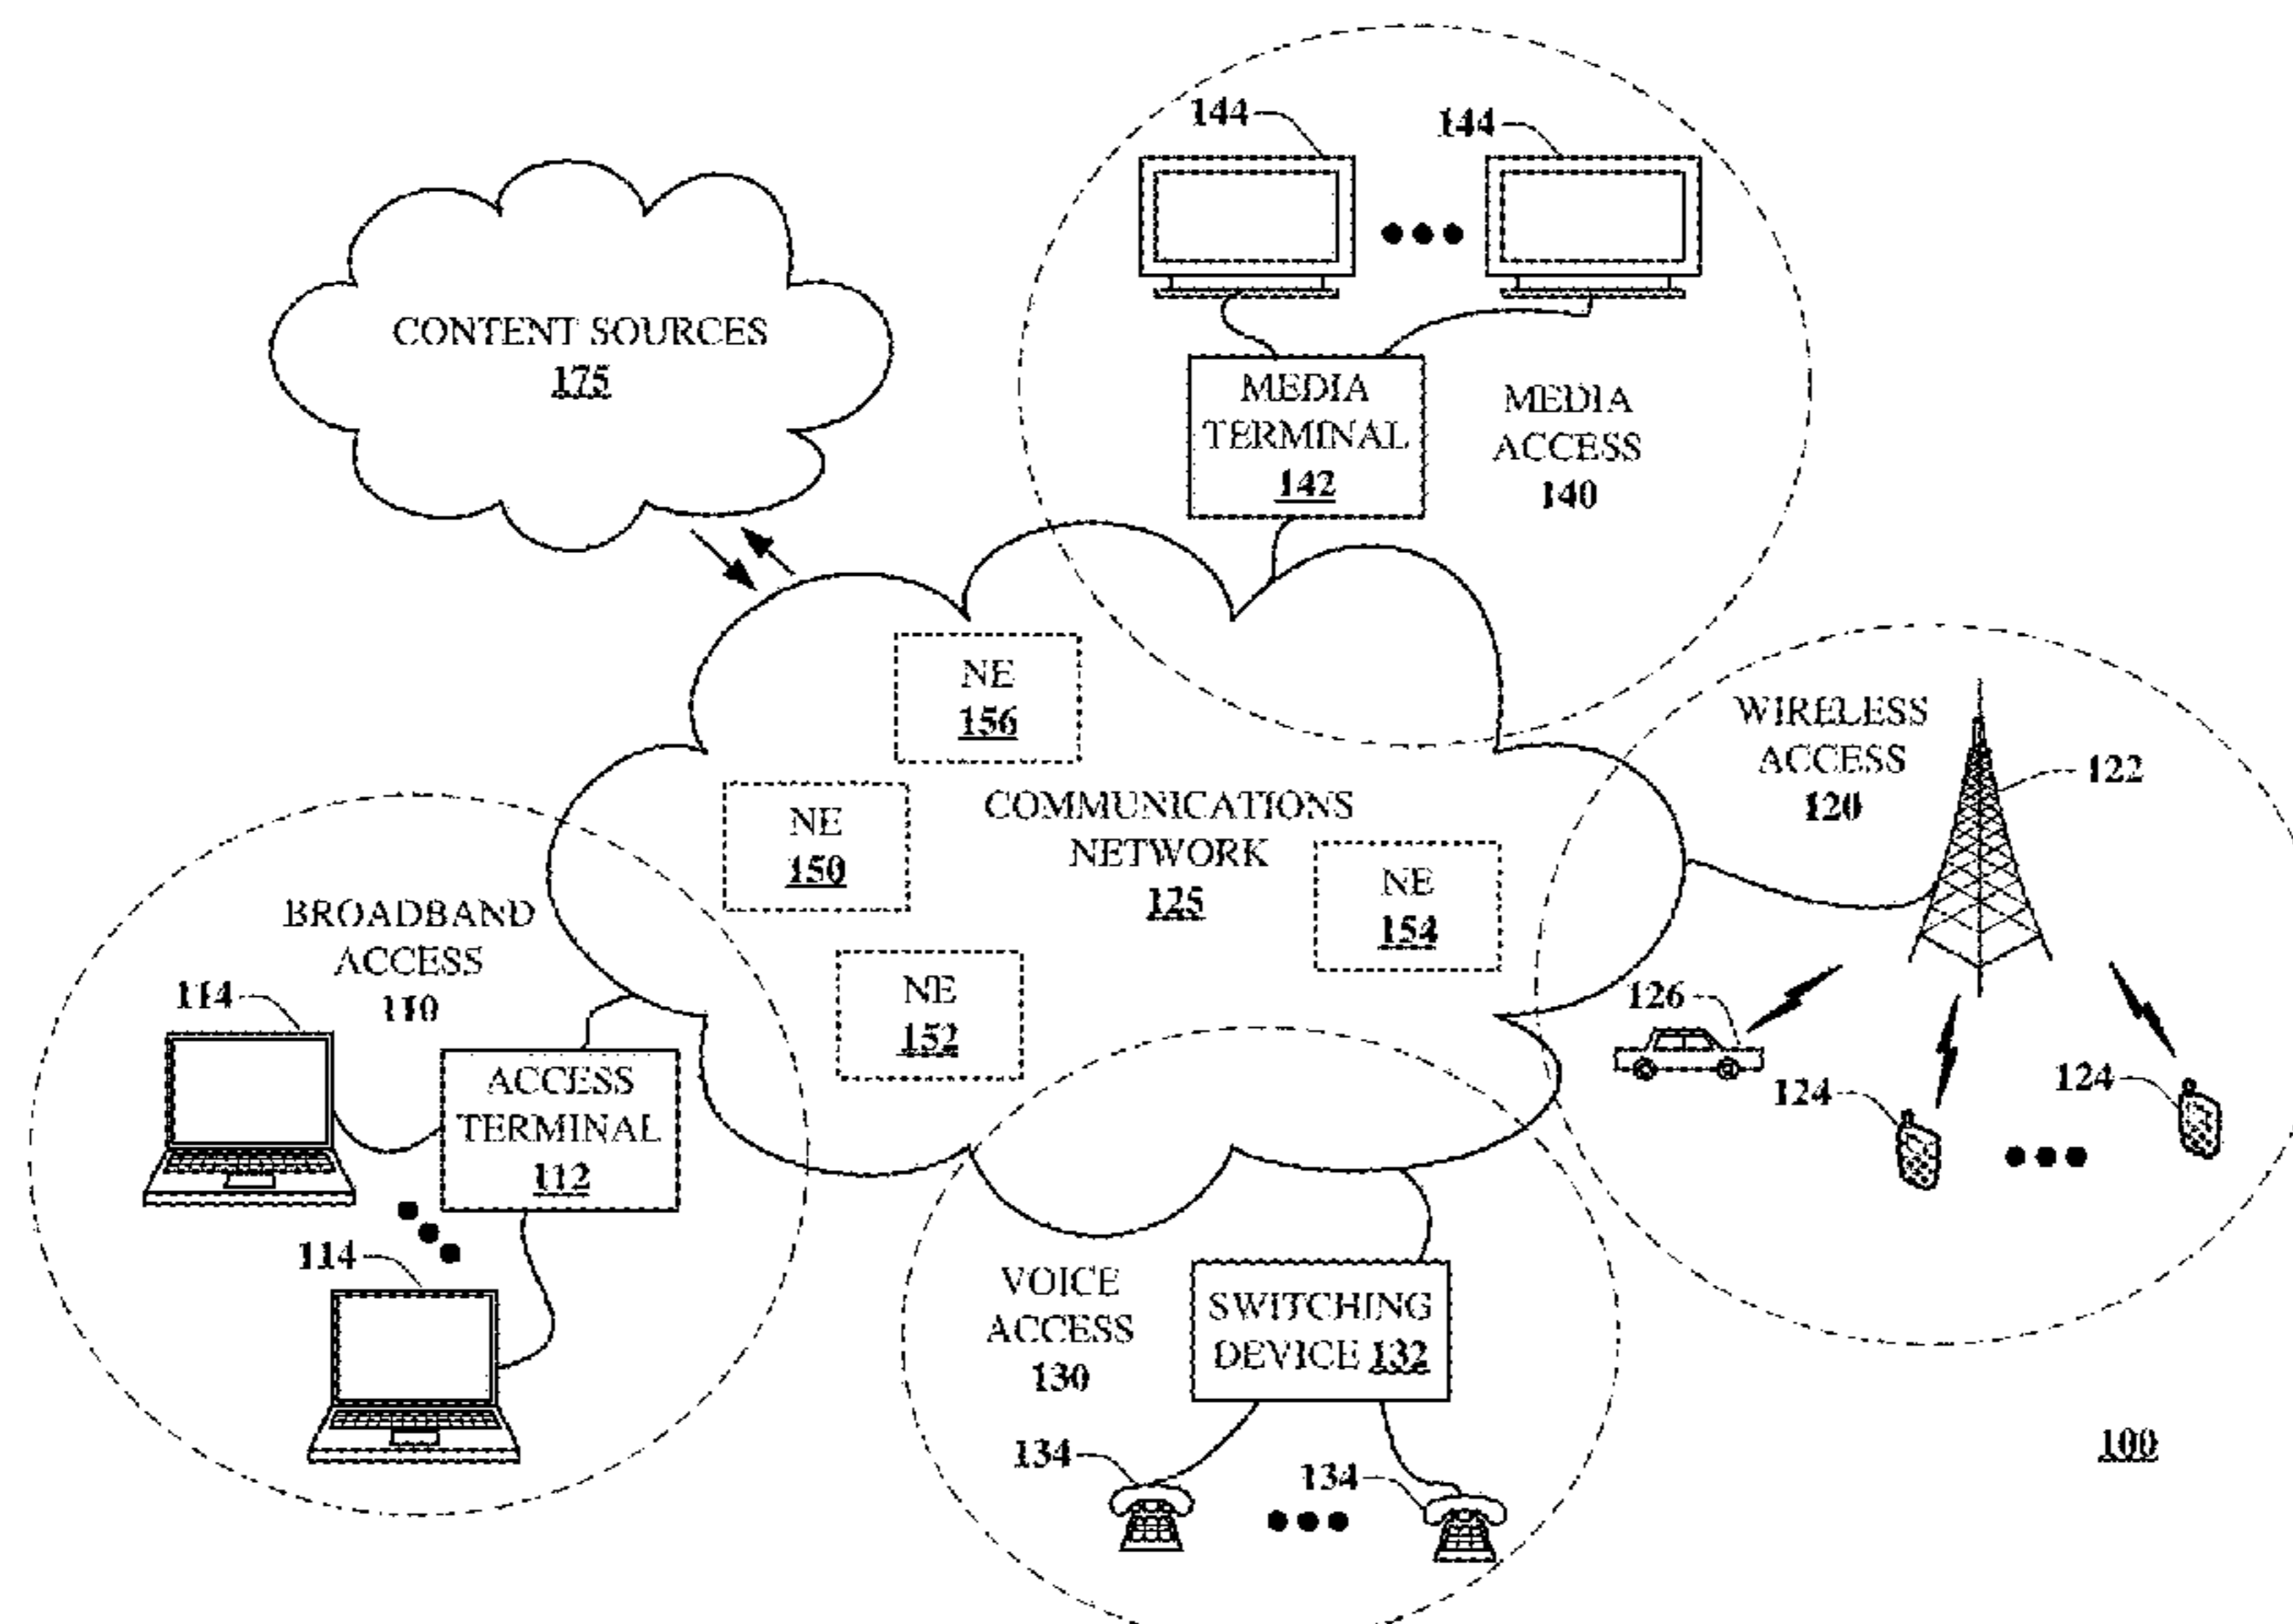 144
144
CONTENT SOURCES
175
MEDIA
TERMINAL
142
MEDIA
ACCESS
140
NE
156
WIRELESS
ACCESS
120
122
NE
150
COMMUNICATIONS
NETWORK
125
NE
154
BROADBAND
ACCESS
110
114
NE
152
126
124
124
ACCESS
TERMINAL
112
114
VOICE
ACCESS
130
SWITCHING
DEVICE 132
134
134
100